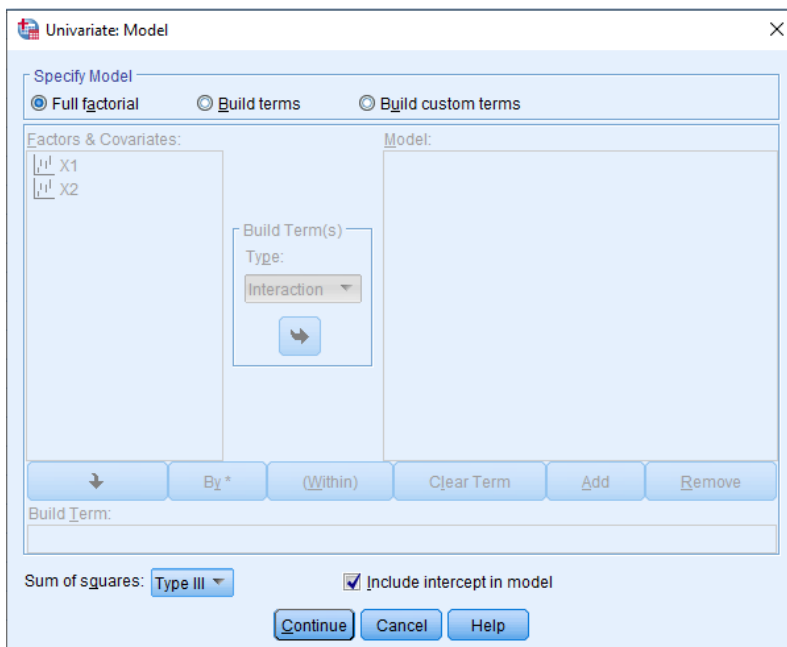 Univariate: Model
Specify Model
Full factorial Build terms Build custom terms
Factors & Covariates: Model:
X1
X2
Build Term(s)
Type:
Interaction
By * (Within) Clear Term Add Remove
Build Term:
Sum of squares: Type III Include intercept in model
Continue Cancel Help